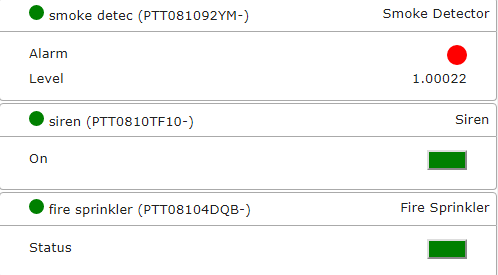 smoke detec (PTT081092YM-) Smoke Detector
Alarm
Level 1.00022
siren (PTT0810TF10-) Siren
On
fire sprinkler (PTT08104DQB-) Fire Sprinkler
Status